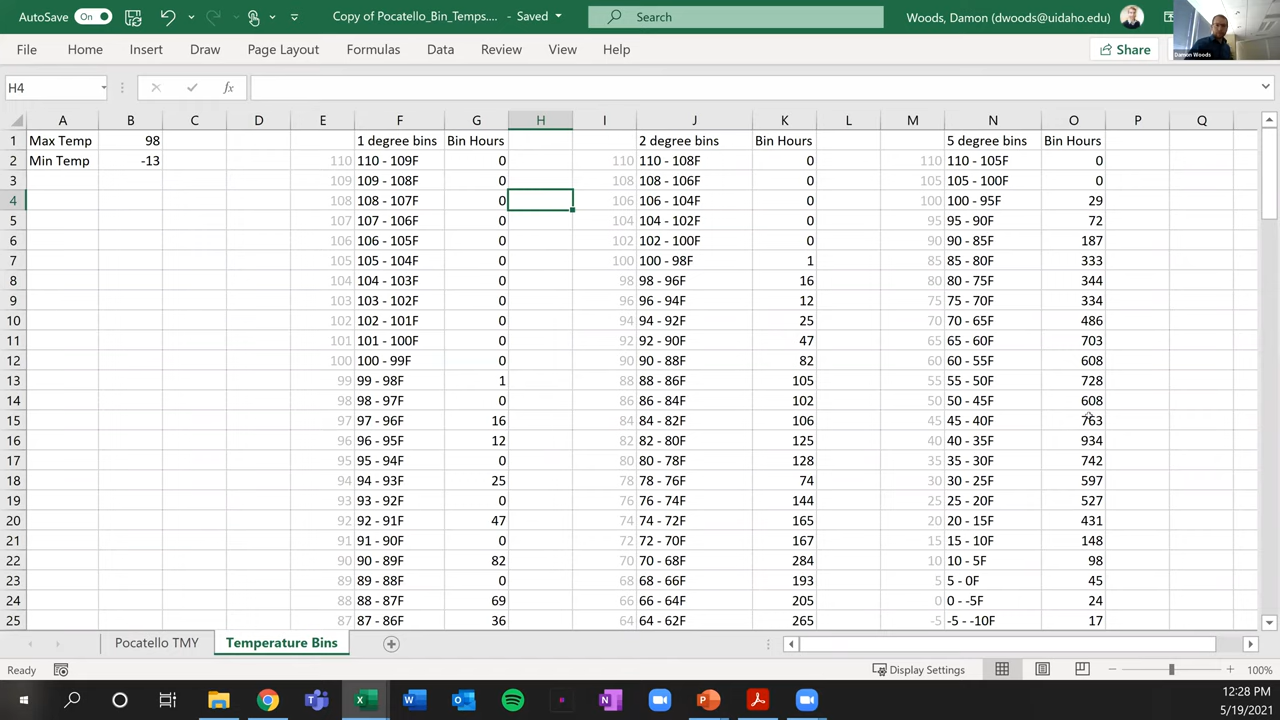 AutoSave On Copy of Pocatello_Bin_Temps.... - Saved Search Woods, Damon (dwoods@uidaho.edu)
Damon Woods
File Home Insert Draw Page Layout Formulas Data Review View Help Share
H4 fx
A B C D E F G H I J K L M N O P Q
1 Max Temp 98 1 degree bins Bin Hours 2 degree bins Bin Hours 5 degree bins Bin Hours
2 Min Temp -13 110 110 - 109F 0 110 110 - 108F 0 110 110 - 105F 0
3 109 109 - 108F 0 108 108 - 106F 0 105 105 - 100F 0
4 108 108 - 107F 0 106 106 - 104F 0 100 100 - 95F 29
5 107 107 - 106F 0 104 104 - 102F 0 95 95 - 90F 72
6 106 106 - 105F 0 102 102 - 100F 0 90 90 - 85F 187
7 105 105 - 104F 0 100 100 - 98F 1 85 85 - 80F 333
8 104 104 - 103F 0 98 98 - 96F 16 80 80 - 75F 344
9 103 103 - 102F 0 96 96 - 94F 12 75 75 - 70F 334
10 102 102 - 101F 0 94 94 - 92F 25 70 70 - 65F 486
11 101 101 - 100F 0 92 92 - 90F 47 65 65 - 60F 703
12 100 100 - 99F 0 90 90 - 88F 82 60 60 - 55F 608
13 99 99 - 98F 1 88 88 - 86F 105 55 55 - 50F 728
14 98 98 - 97F 0 86 86 - 84F 102 50 50 - 45F 608
15 97 97 - 96F 16 84 84 - 82F 106 45 45 - 40F 763
16 96 96 - 95F 12 82 82 - 80F 125 40 40 - 35F 934
17 95 95 - 94F 0 80 80 - 78F 128 35 35 - 30F 742
18 94 94 - 93F 25 78 78 - 76F 74 30 30 - 25F 597
19 93 93 - 92F 0 76 76 - 74F 144 25 25 - 20F 527
20 92 92 - 91F 47 74 74 - 72F 165 20 20 - 15F 431
21 91 91 - 90F 0 72 72 - 70F 167 15 15 - 10F 148
22 90 90 - 89F 82 70 70 - 68F 284 10 10 - 5F 98
23 89 89 - 88F 0 68 68 - 66F 193 5 5 - 0F 45
24 88 88 - 87F 69 66 66 - 64F 205 0 0 - -5F 24
25 87 87 - 86F 36 64 64 - 62F 265 -5 -5 - -10F 17
Pocatello TMY Temperature Bins
Ready Display Settings 100%
12:28 PM
5/19/2021